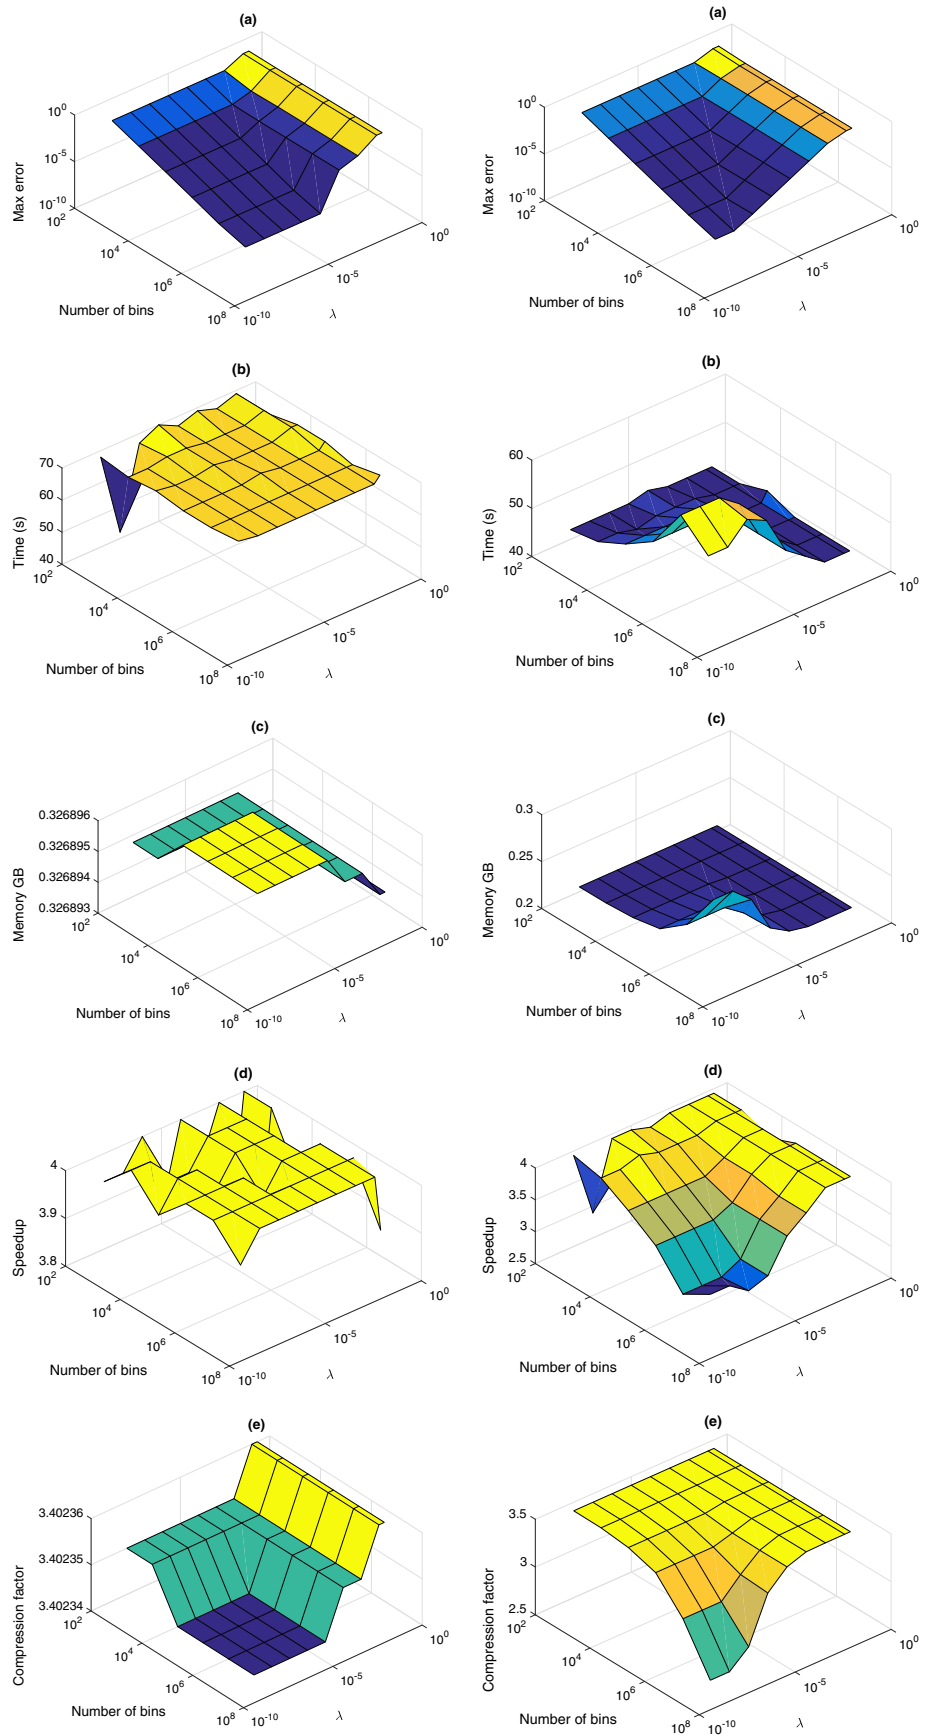 (a)
10^0
10^-5
10^-10
Max error
10^2
10^4
10^6
10^8
Number of bins
10^-10
10^-5
10^0
λ
(a)
10^0
10^-5
10^-10
Max error
10^2
10^4
10^6
10^8
Number of bins
10^-10
10^-5
10^0
λ
(b)
70
60
50
40
Time (s)
10^2
10^4
10^6
10^8
Number of bins
10^-10
10^-5
10^0
λ
(b)
60
50
40
Time (s)
10^2
10^4
10^6
10^8
Number of bins
10^-10
10^-5
10^0
λ
(c)
0.326896
0.326895
0.326894
0.326893
Memory GB
10^2
10^4
10^6
10^8
Number of bins
10^-10
10^-5
10^0
λ
(c)
0.3
0.25
0.2
Memory GB
10^2
10^4
10^6
10^8
Number of bins
10^-10
10^-5
10^0
λ
(d)
4
3.9
3.8
Speedup
10^2
10^4
10^6
10^8
Number of bins
10^-10
10^-5
10^0
λ
(d)
4
3.5
3
2.5
Speedup
10^2
10^4
10^6
10^8
Number of bins
10^-10
10^-5
10^0
λ
(e)
3.40236
3.40235
3.40234
Compression factor
10^2
10^4
10^6
10^8
Number of bins
10^-10
10^-5
10^0
λ
(e)
3.5
3
2.5
Compression factor
10^2
10^4
10^6
10^8
Number of bins
10^-10
10^-5
10^0
λ